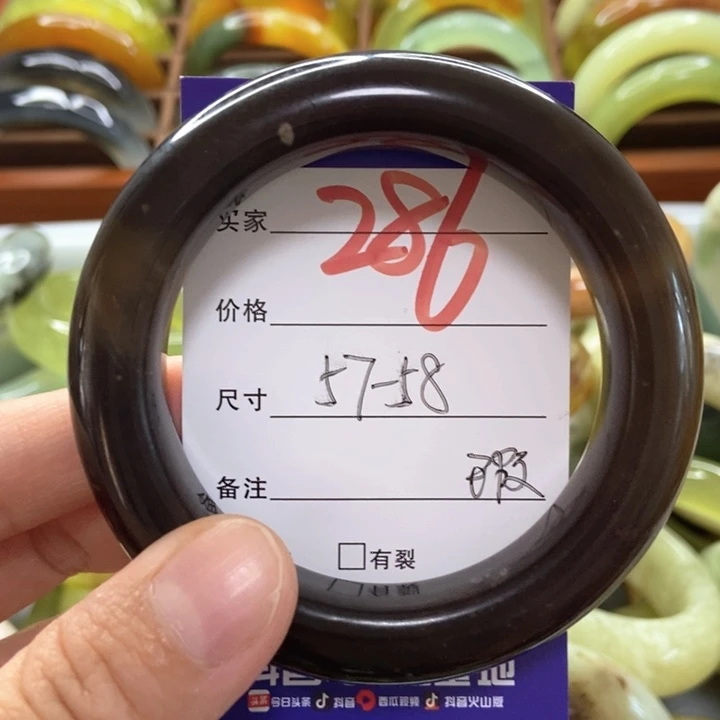 买家 286
价格
尺寸 57-58
备注 瑕
□有裂
今日头条 抖音 西瓜视频 抖音火山版